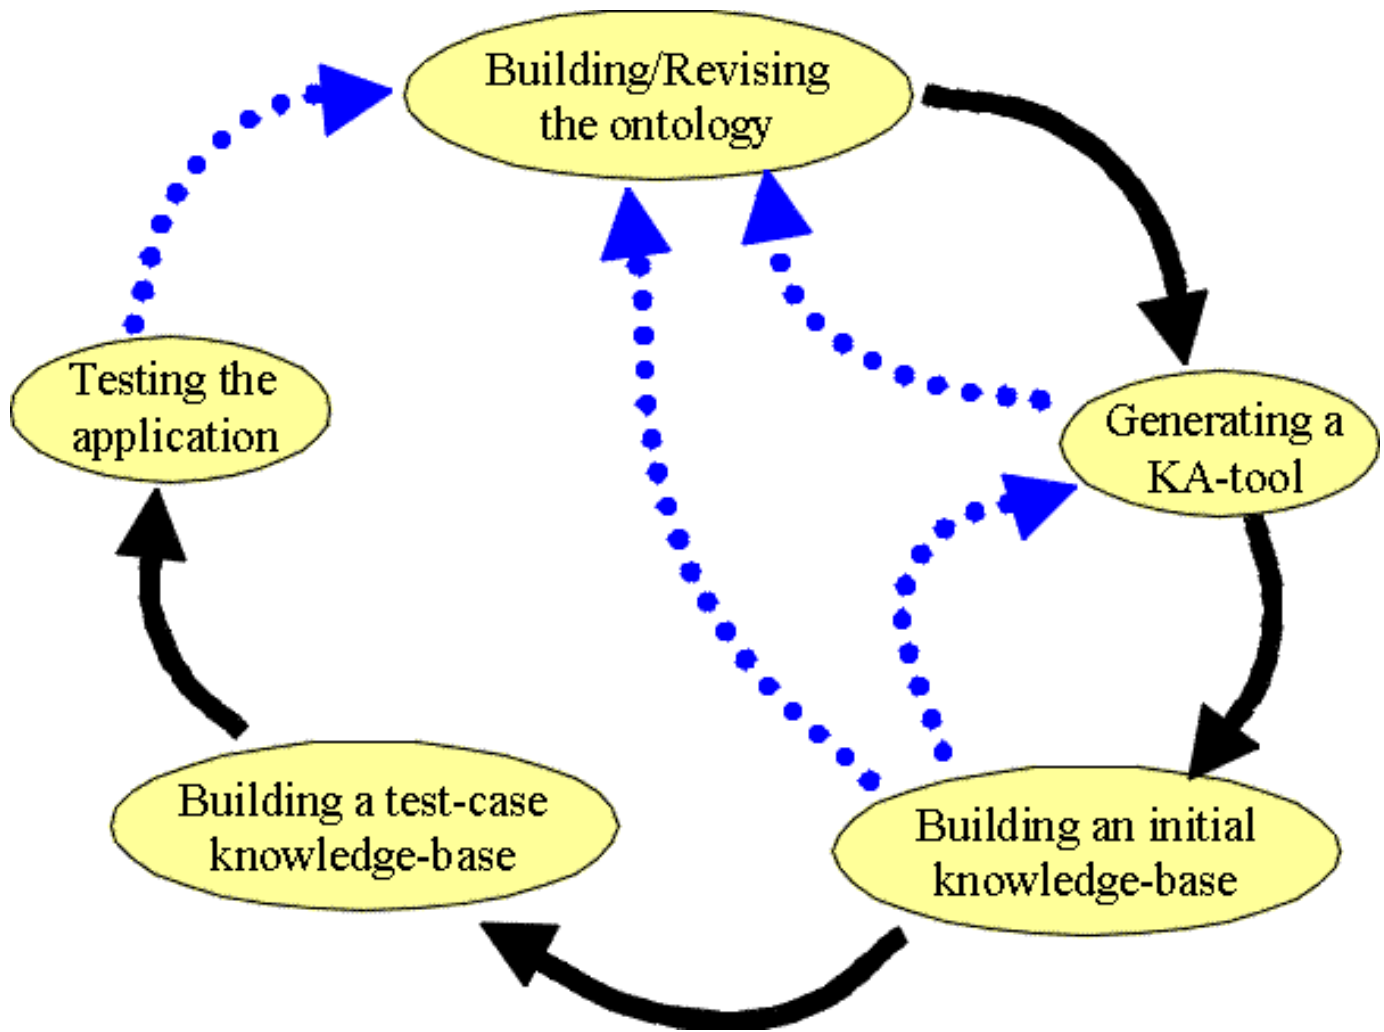 Building/Revising
the ontology
Testing the
application
Generating a
KA-tool
Building a test-case
knowledge-base
Building an initial
knowledge-base